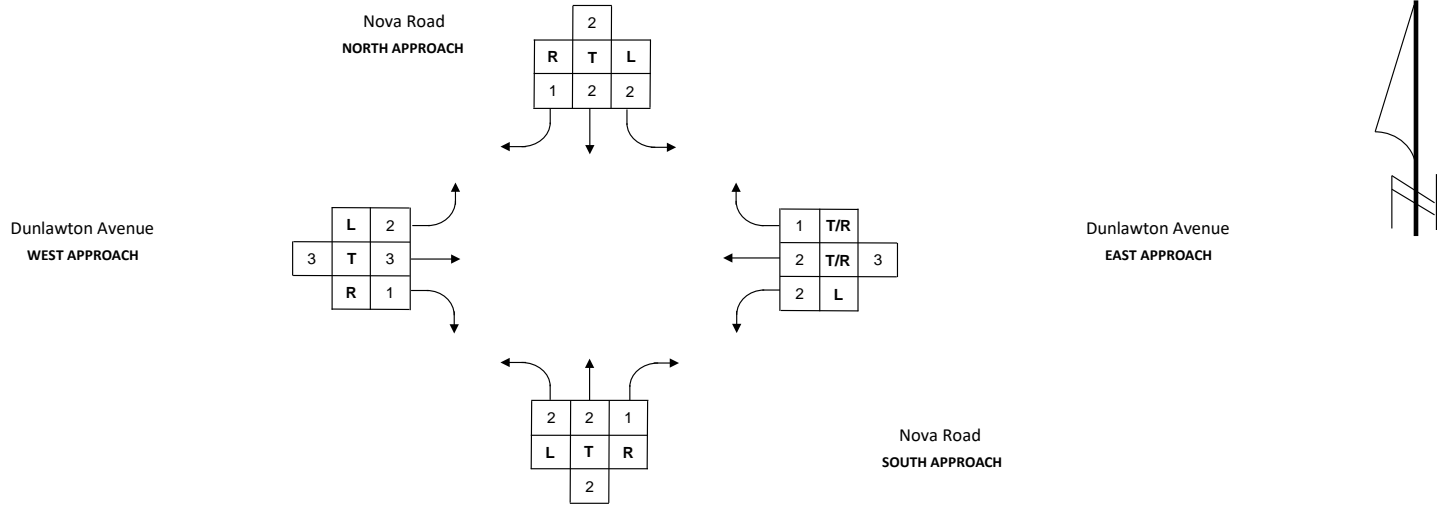 Nova Road
NORTH APPROACH
2
R T L
1 2 2
Dunlawton Avenue
WEST APPROACH
L 2
3 T 3
R 1
1 T/R
2 T/R 3
2 L
Dunlawton Avenue
EAST APPROACH
N
2 2 1
L T R
2
Nova Road
SOUTH APPROACH